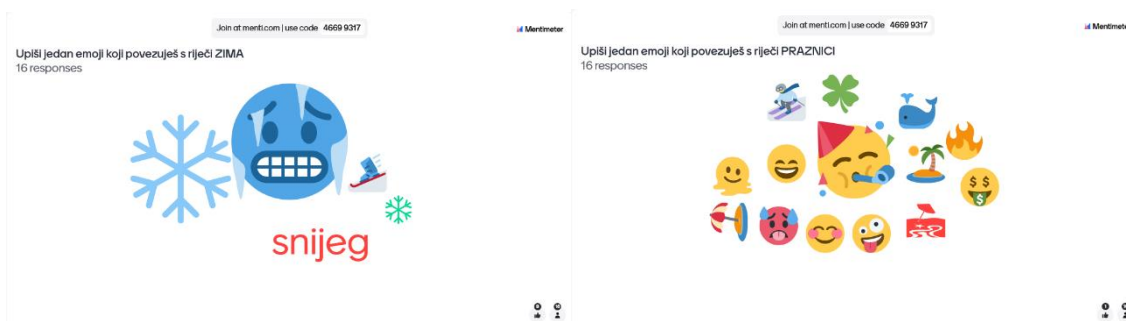 Join at menti.com | use code 4669 9317
Mentimeter
Upiši jedan emoji koji povezuješ s riječi ZIMA
16 responses
snijeg
Join at menti.com | use code 4669 9317
Mentimete
Upiši jedan emoji koji povezuješ s riječi PRAZNICI
16 responses